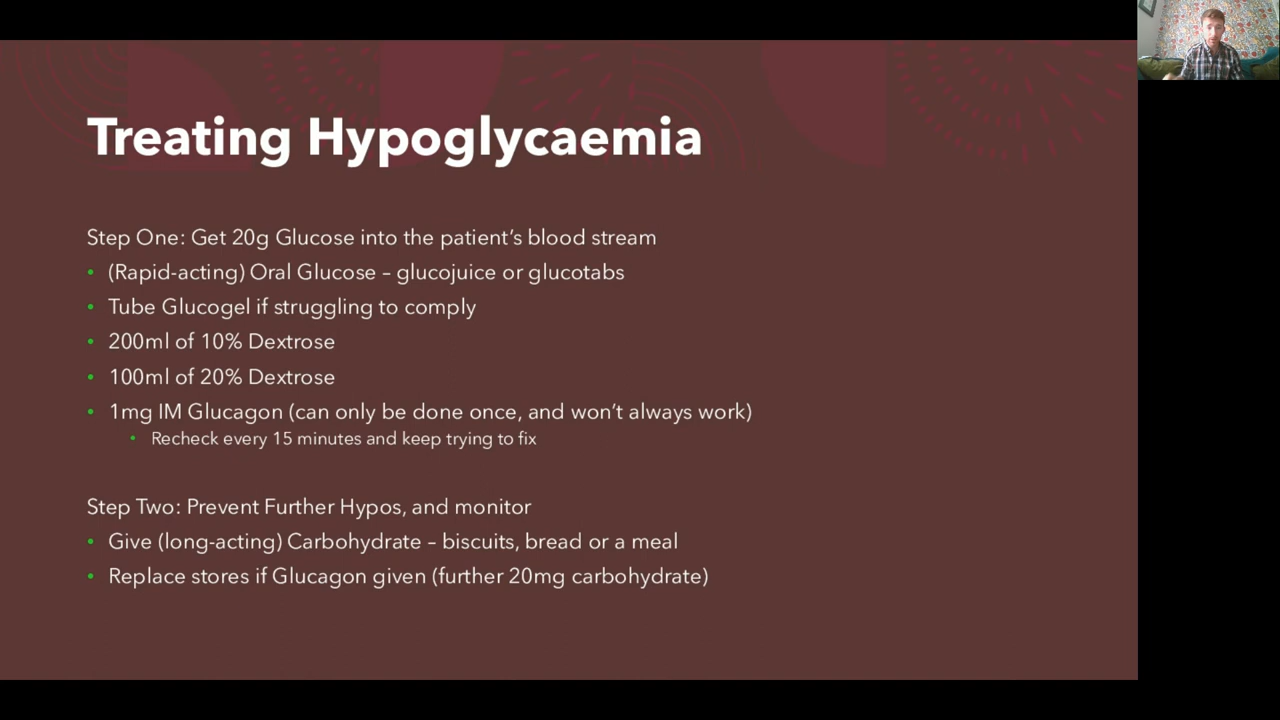 Treating Hypoglycaemia
Step One: Get 20g Glucose into the patient's blood stream
• (Rapid-acting) Oral Glucose – glucojuice or glucotabs
• Tube Glucogel if struggling to comply
• 200ml of 10% Dextrose
• 100ml of 20% Dextrose
• 1mg IM Glucagon (can only be done once, and won't always work)
• Recheck every 15 minutes and keep trying to fix
Step Two: Prevent Further Hypos, and monitor
• Give (long-acting) Carbohydrate – biscuits, bread or a meal
• Replace stores if Glucagon given (further 20mg carbohydrate)